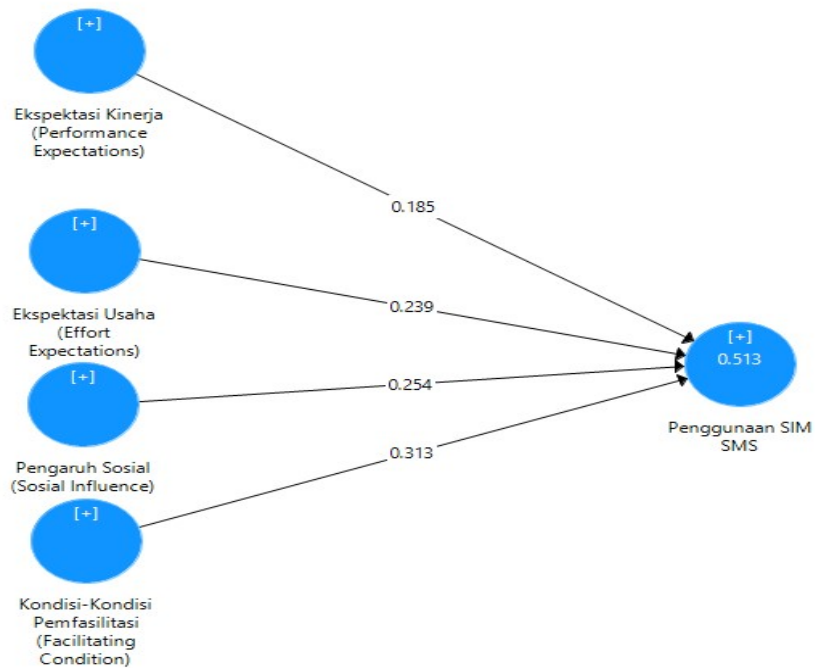 [+]
Ekspektasi Kinerja
(Performance
Expectations)
0.185
[+]
Ekspektasi Usaha
(Effort
Expectations)
0.239
[+]
0.513
Penggunaan SIM
SMS
[+]
Pengaruh Sosial
(Sosial Influence)
0.254
0.313
[+]
Kondisi-Kondisi
Pemfasilitasi
(Facilitating
Condition)